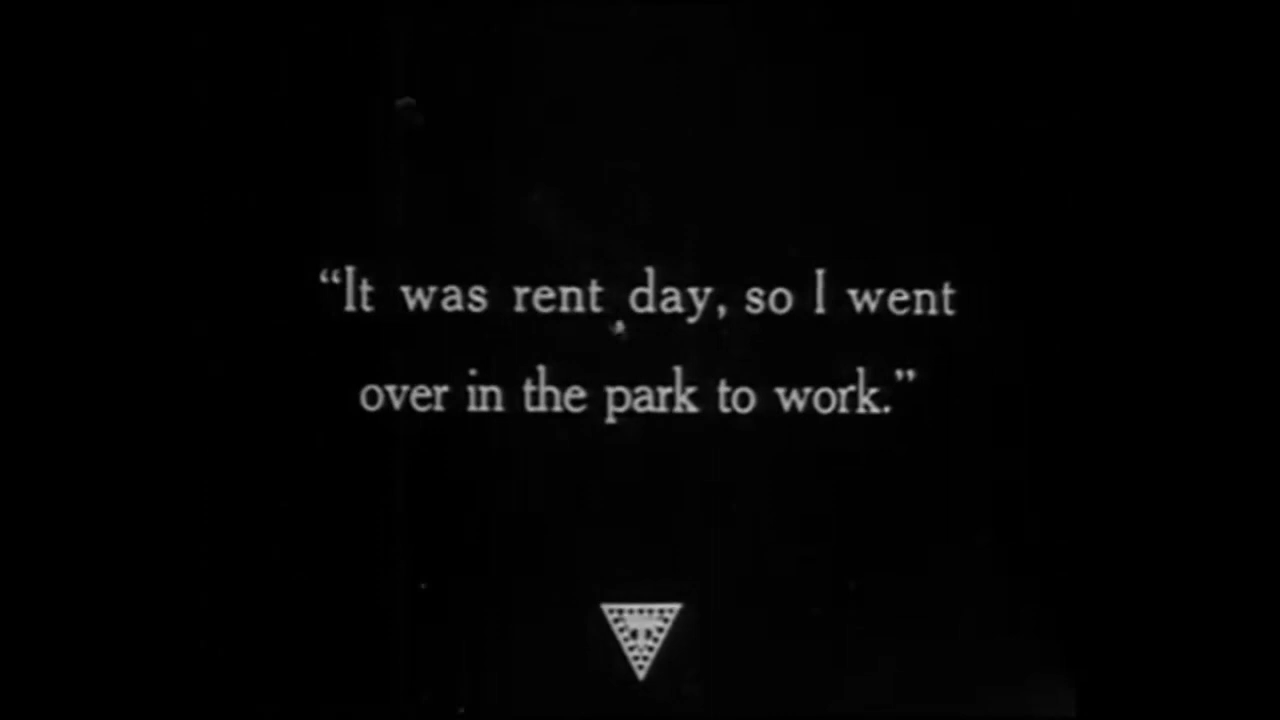 “It was rent day, so I went
over in the park to work.”